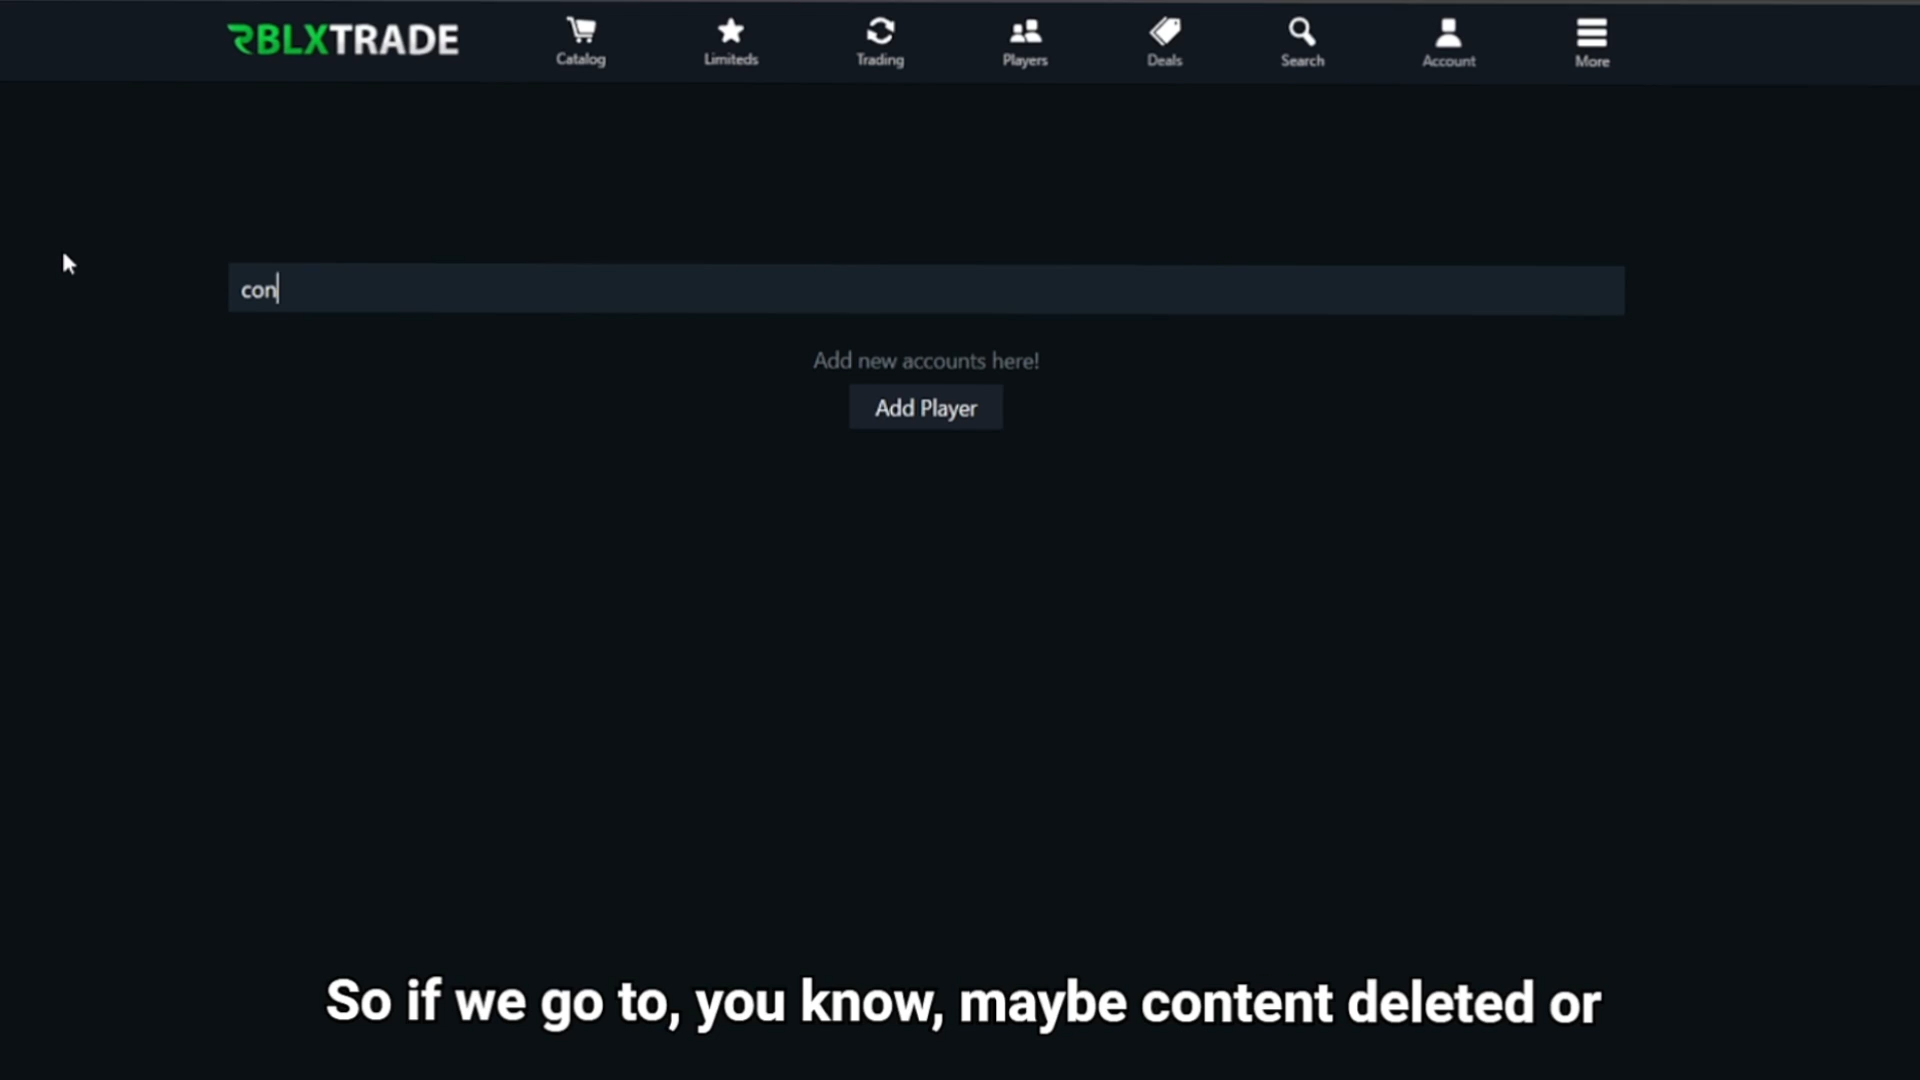 RBLXTRADE
Catalog
Limiteds
Trading
Players
Deals
Search
Account
More
con
Add new accounts here!
Add Player
So if we go to, you know, maybe content deleted or